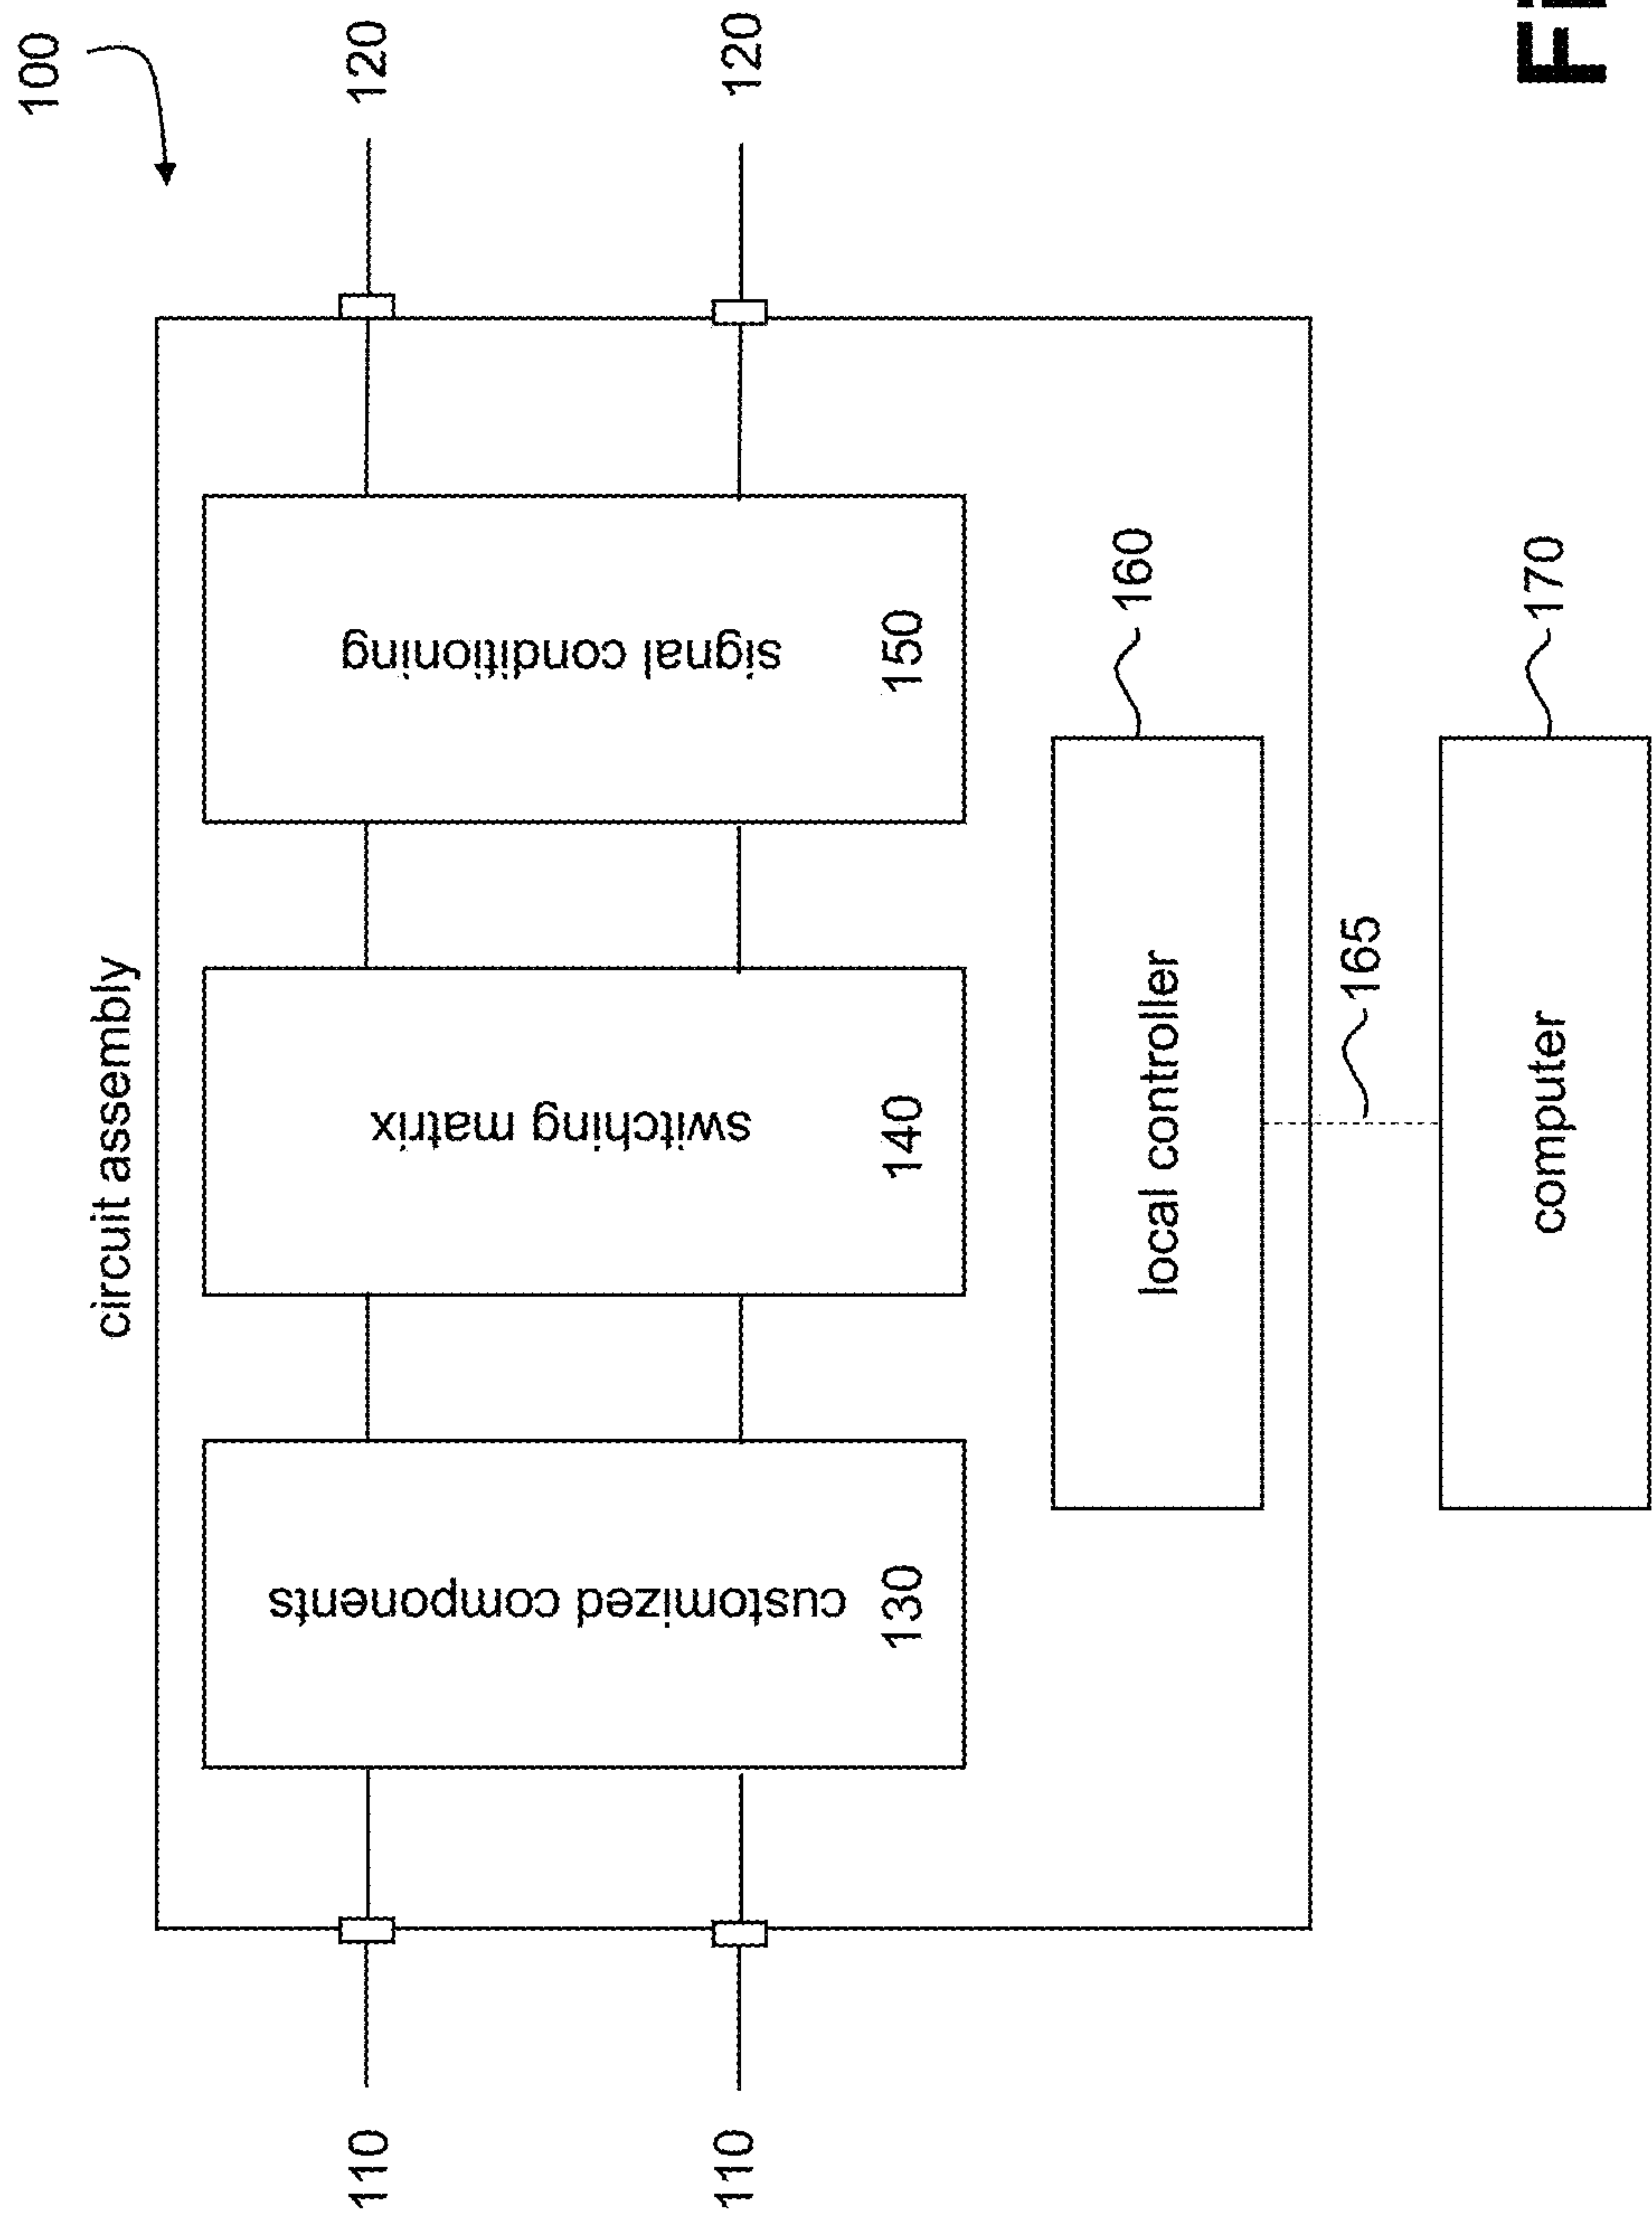 100
circuit assembly
110
120
customized components
130
switching matrix
140
signal conditioning
150
110
120
local controller
160
165
computer
170